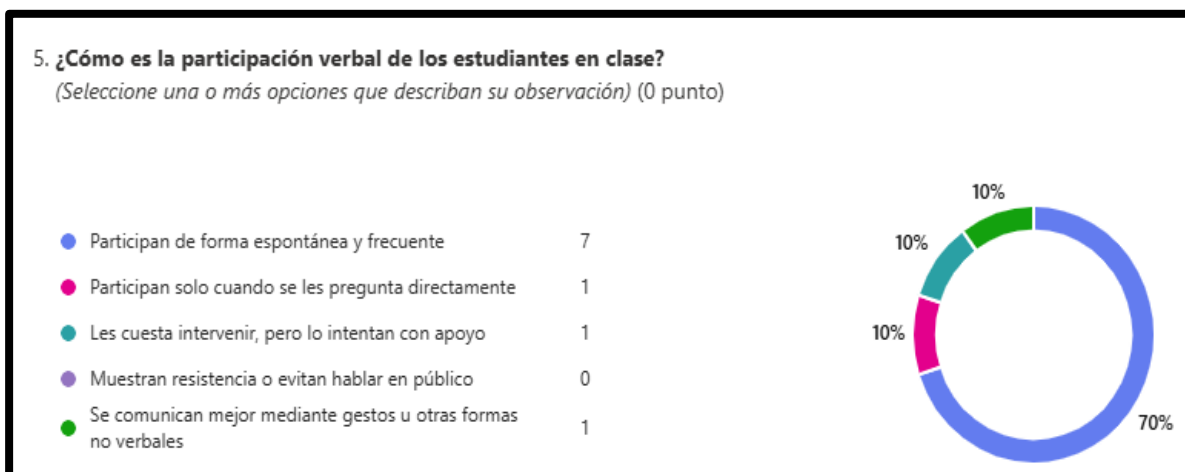 5. ¿Cómo es la participación verbal de los estudiantes en clase?
(Seleccione una o más opciones que describan su observación) (0 punto)
Participan de forma espontánea y frecuente 7
Participan solo cuando se les pregunta directamente 1
Les cuesta intervenir, pero lo intentan con apoyo 1
Muestran resistencia o evitan hablar en público 0
Se comunican mejor mediante gestos u otras formas
no verbales 1
10%
10%
10%
70%